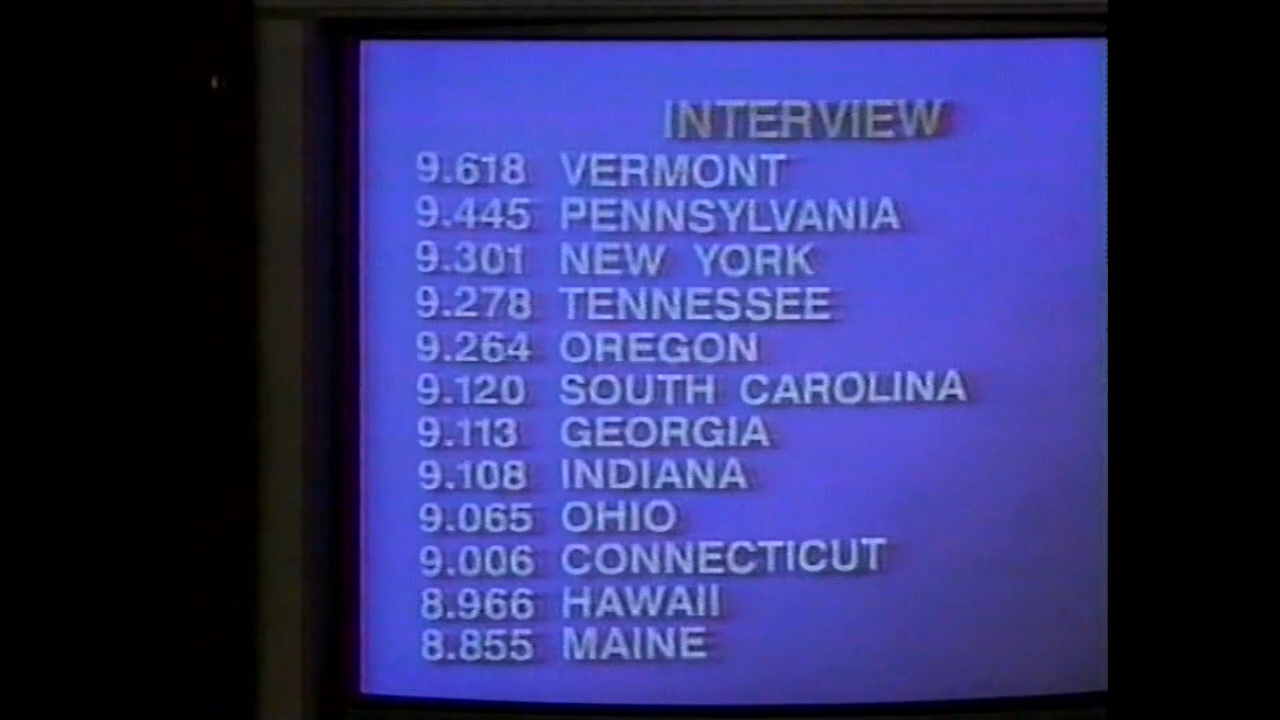 INTERVIEW
9.618 VERMONT
9.445 PENNSYLVANIA
9.301 NEW YORK
9.278 TENNESSEE
9.264 OREGON
9.120 SOUTH CAROLINA
9.113 GEORGIA
9.108 INDIANA
9.065 OHIO
9.006 CONNECTICUT
8.966 HAWAII
8.855 MAINE